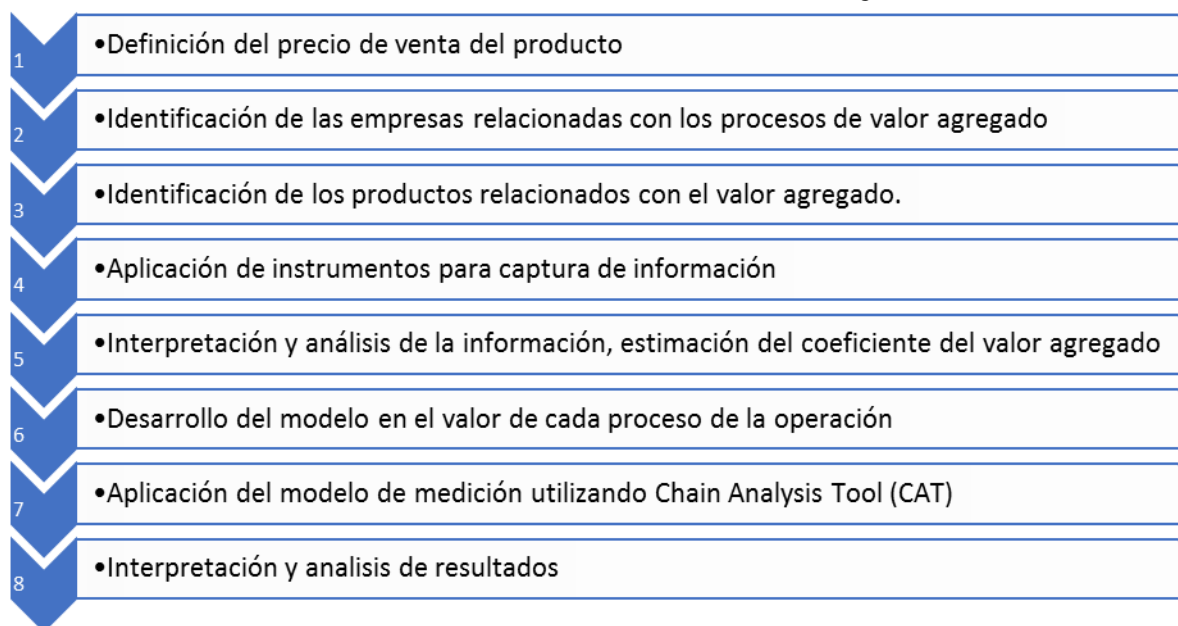 1 •Definición del precio de venta del producto
2 •Identificación de las empresas relacionadas con los procesos de valor agregado
3 •Identificación de los productos relacionados con el valor agregado.
4 •Aplicación de instrumentos para captura de información
5 •Interpretación y análisis de la información, estimación del coeficiente del valor agregado
6 •Desarrollo del modelo en el valor de cada proceso de la operación
7 •Aplicación del modelo de medición utilizando Chain Analysis Tool (CAT)
8 •Interpretación y analisis de resultados